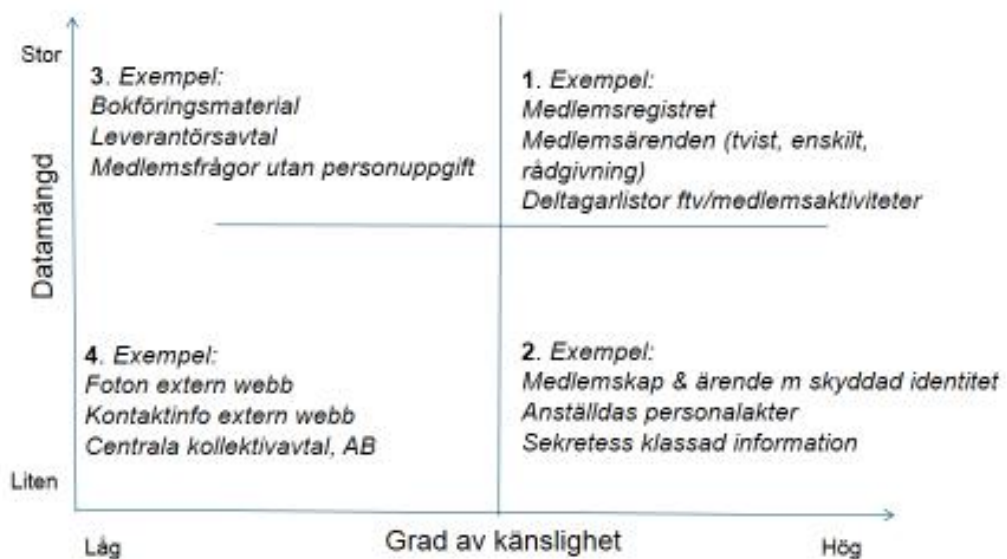 Stor
3. Exempel:
Bokföringsmaterial
Leverantörsavtal
Medlemsfrågor utan personuppgift
1. Exempel:
Medlemsregistret
Medlemsärenden (tvist, enskilt,
rådgivning)
Deltagarlistor ftv/medlemsaktiviteter
Datamängd
4. Exempel:
Foton extern webb
Kontaktinfo extern webb
Centrala kollektivavtal, AB
2. Exempel:
Medlemskap & ärende m skyddad identitet
Anställdas personalakter
Sekretess klassad information
Liten
Låg
Grad av känslighet
Hög